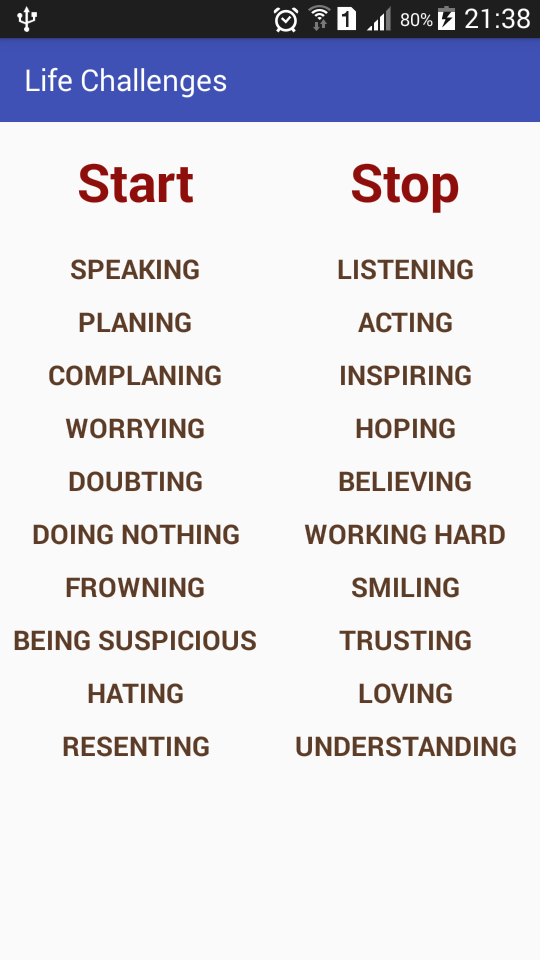 1 80% 21:38
Life Challenges
Start Stop
SPEAKING LISTENING
PLANING ACTING
COMPLANING INSPIRING
WORRYING HOPING
DOUBTING BELIEVING
DOING NOTHING WORKING HARD
FROWNING SMILING
BEING SUSPICIOUS TRUSTING
HATING LOVING
RESENTING UNDERSTANDING